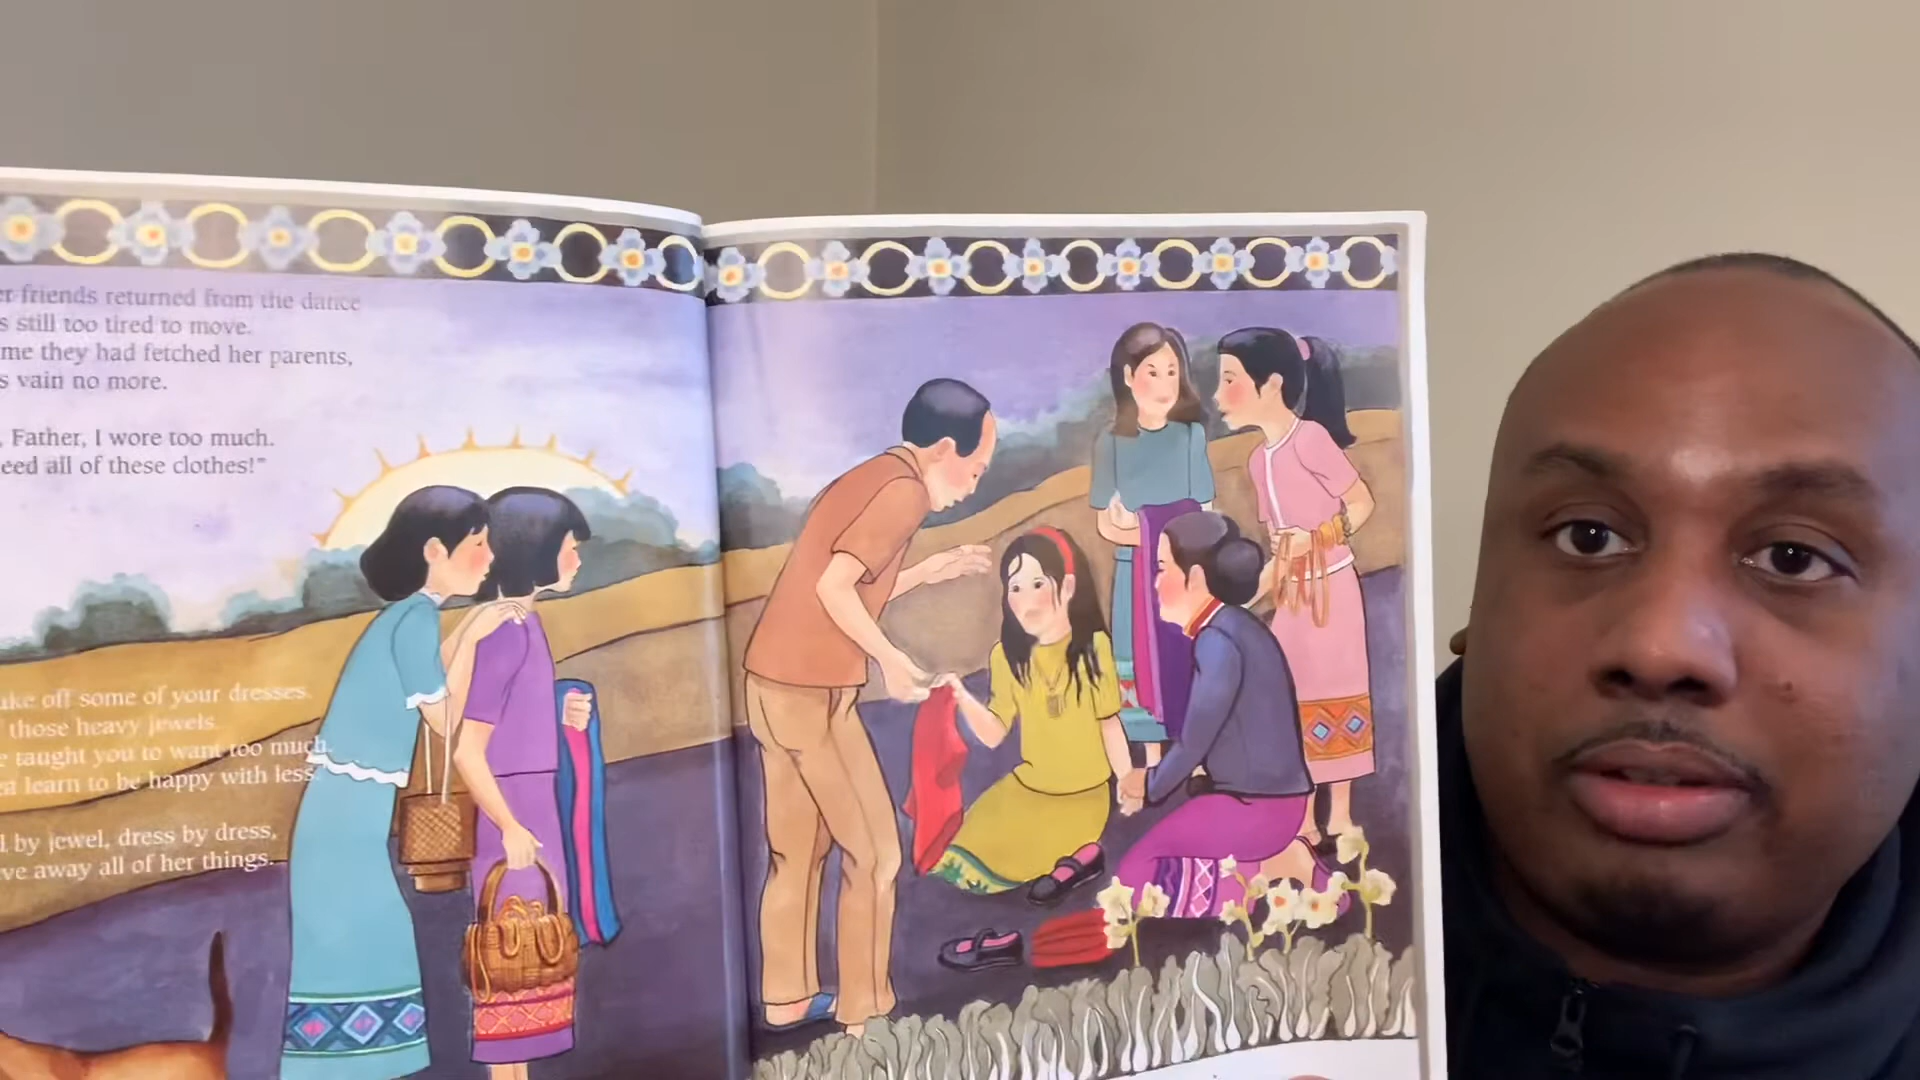 er friends returned from the dance
s still too tired to move.
me they had fetched her parents,
s vain no more.
, Father, I wore too much.
eed all of these clothes!"
ake off some of your dresses.
those heavy jewels.
e taught you to want too much.
learn to be happy with less.
l by jewel, dress by dress,
ve away all of her things.